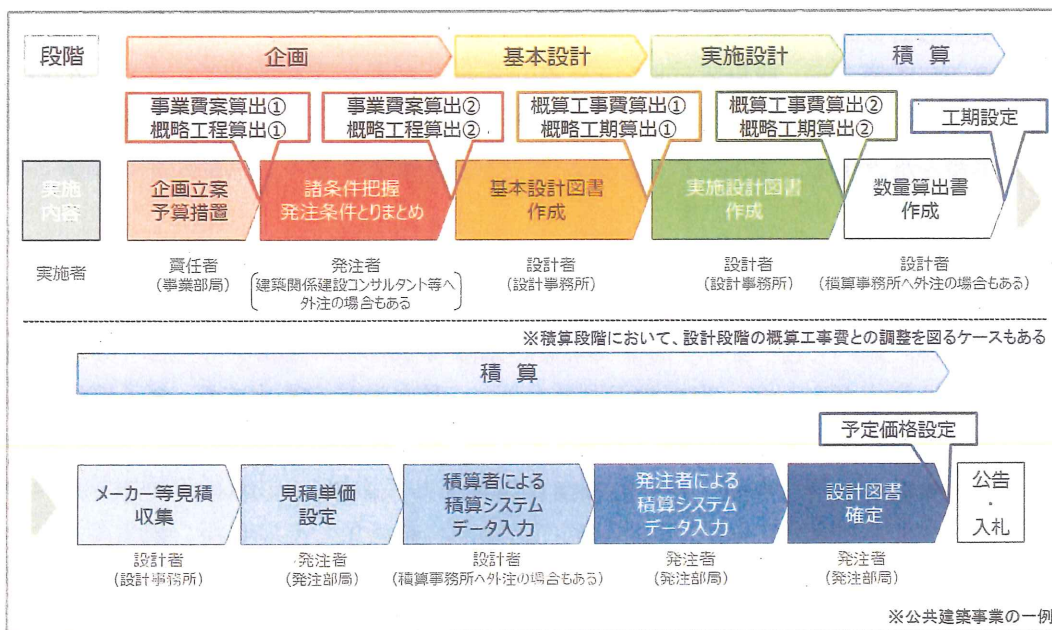 段階
企画
基本設計
実施設計
積算
事業費案算出①
概略工程算出①
事業費案算出②
概略工程算出②
概算工事費算出①
概略工期算出①
概算工事費算出②
概略工期算出②
工期設定
実施
内容
企画立案
予算措置
諸条件把握
発注条件とりまとめ
基本設計図書
作成
実施設計図書
作成
数量算出書
作成
実施者
責任者
(事業部局)
発注者
(建築関係建設コンサルタント等へ
外注の場合もある)
設計者
(設計事務所)
設計者
(設計事務所)
設計者
(積算事務所へ外注の場合もある)
※積算段階において、設計段階の概算工事費との調整を図るケースもある
積算
予定価格設定
メーカー等見積
収集
見積単価
設定
積算者による
積算システム
データ入力
発注者による
積算システム
データ入力
設計図書
確定
公告
・
入札
設計者
(設計事務所)
発注者
(発注部局)
設計者
(積算事務所へ外注の場合もある)
発注者
(発注部局)
発注者
(発注部局)
※公共建築事業の一例